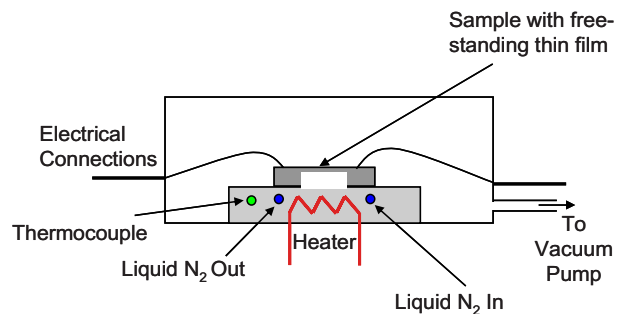 Sample with free-
standing thin film
Electrical
Connections
Thermocouple
Heater
Liquid N2 Out
Liquid N2 In
To
Vacuum
Pump